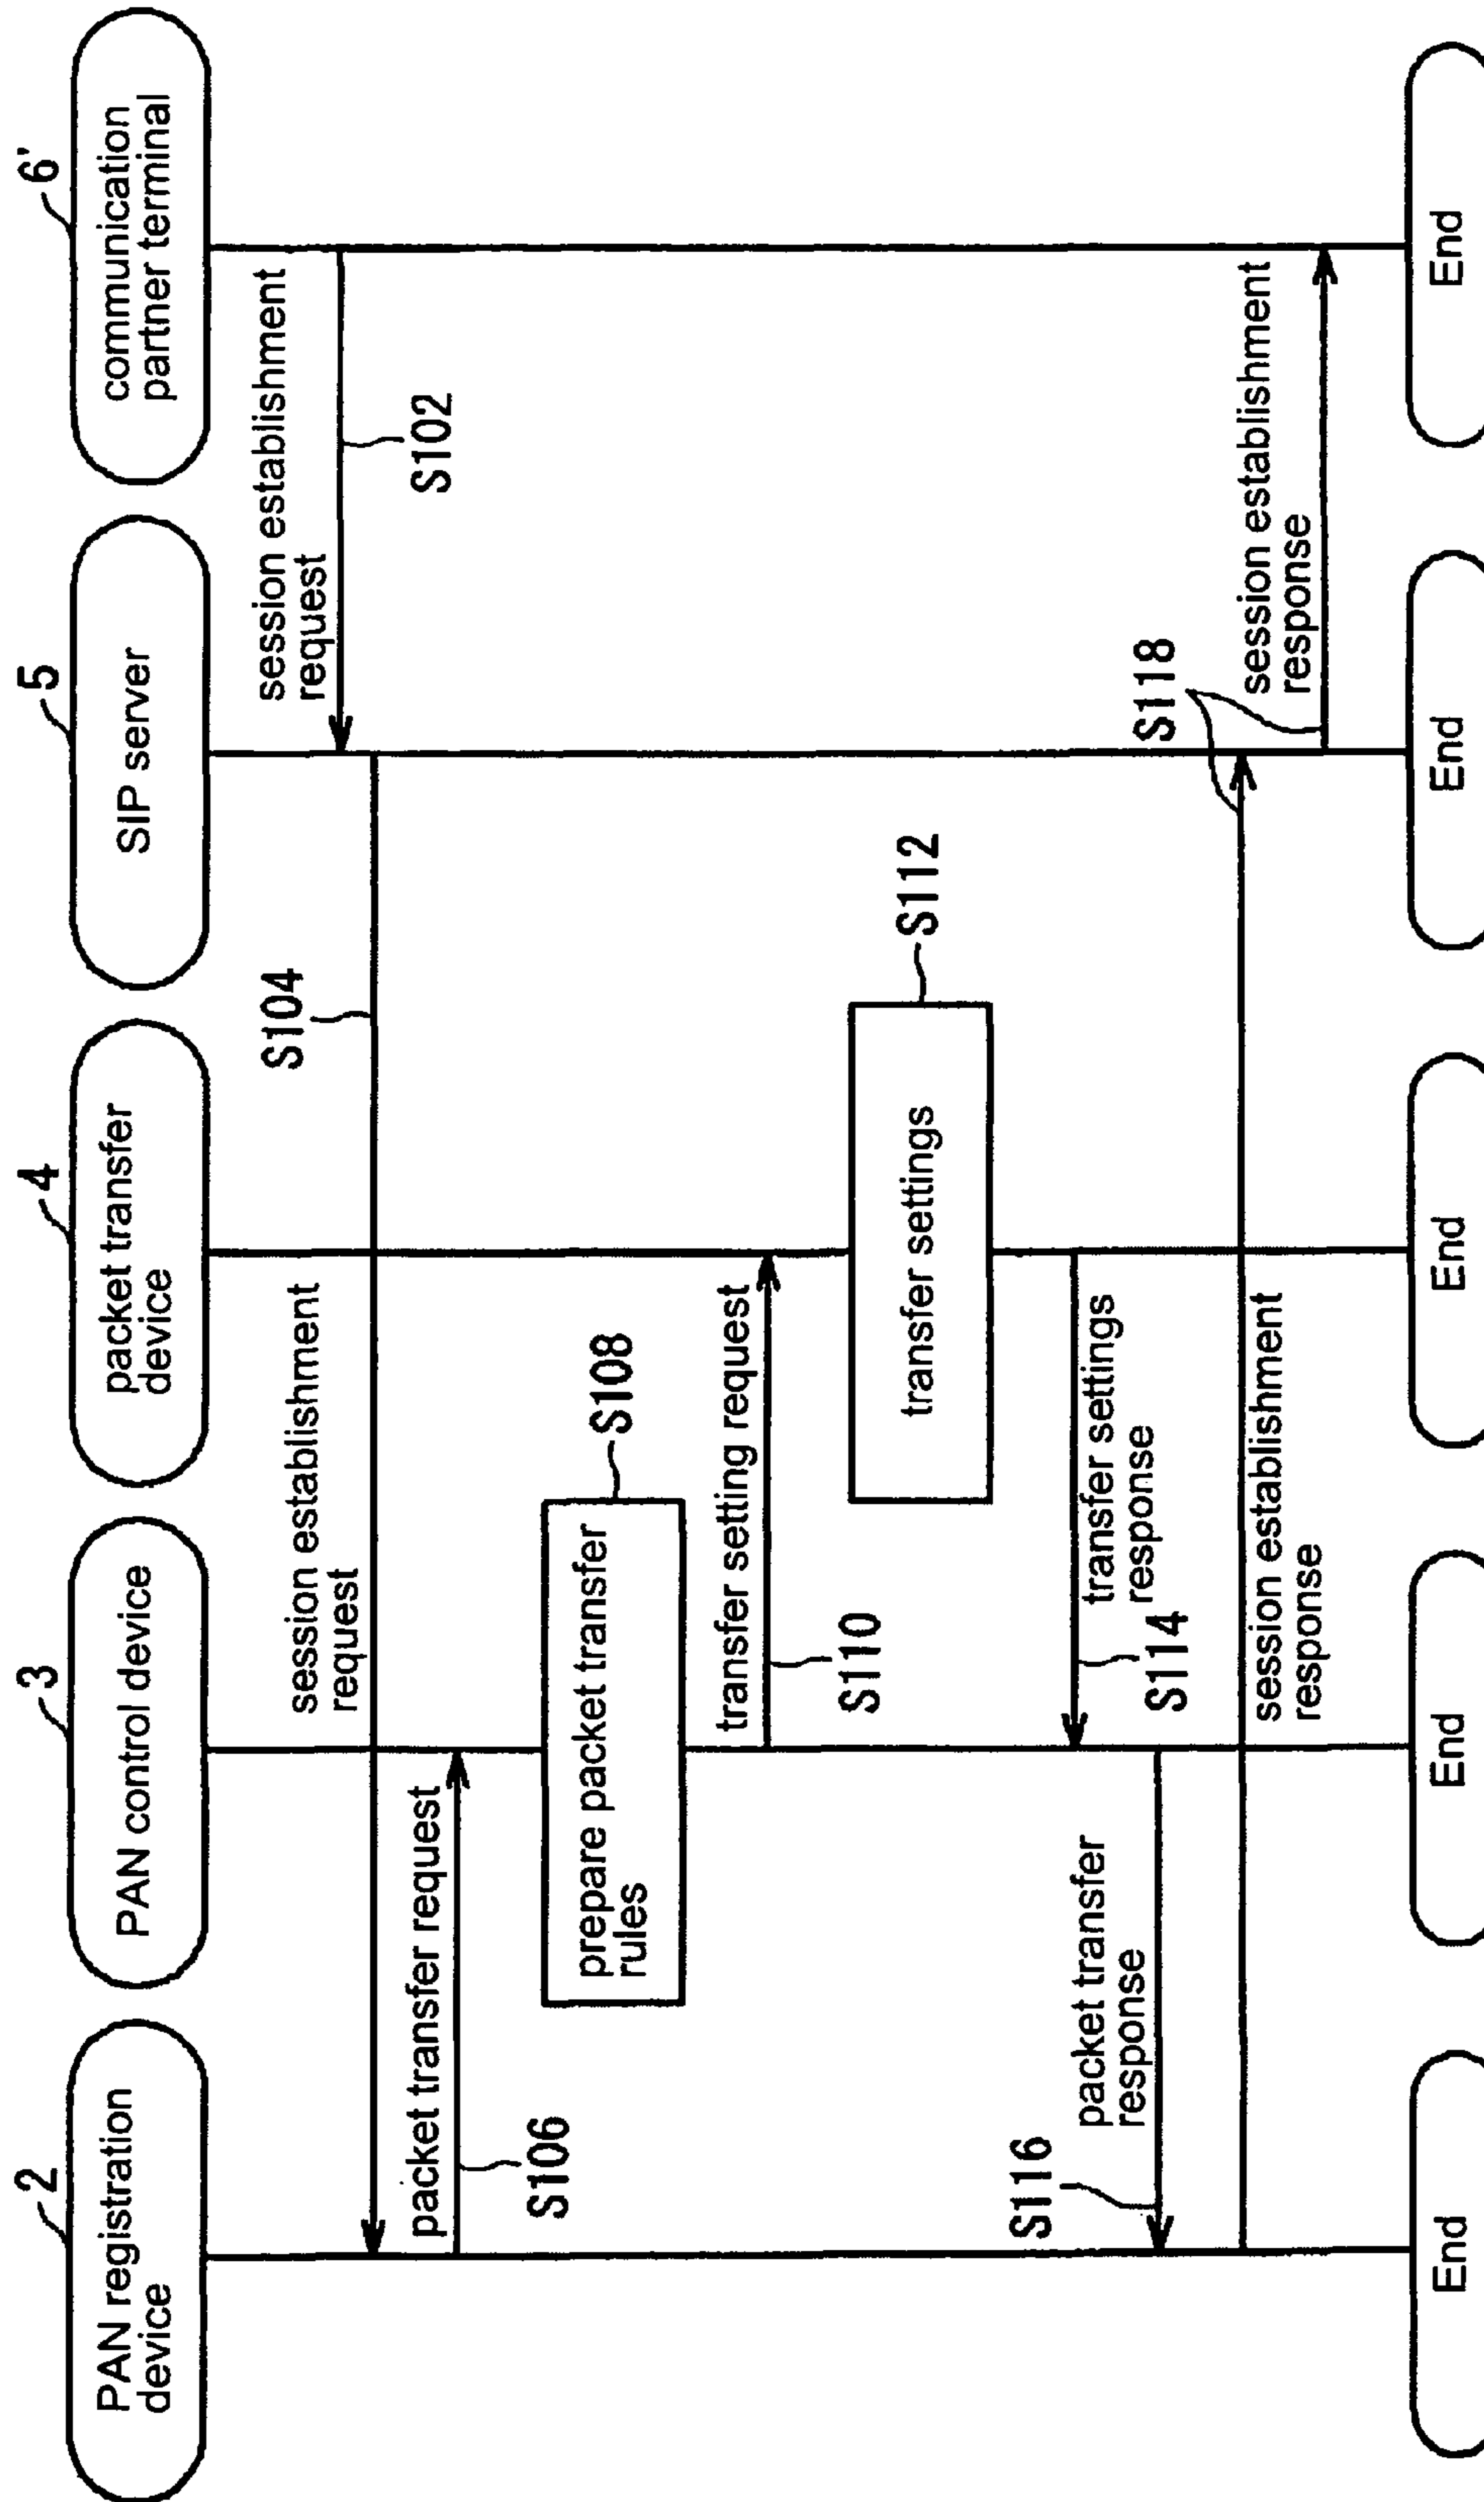 2
PAN registration
device
3
PAN control device
4
packet transfer
device
5
SIP server
6'
communication
partner terminal
session establishment
request
S102
S104
session establishment
request
packet transfer request
S106
prepare packet transfer
rules
S108
transfer setting request
S110
transfer settings
S112
transfer settings
response
S114
packet transfer
response
S116
S118
session establishment
response
session establishment
response
End
End
End
End
End